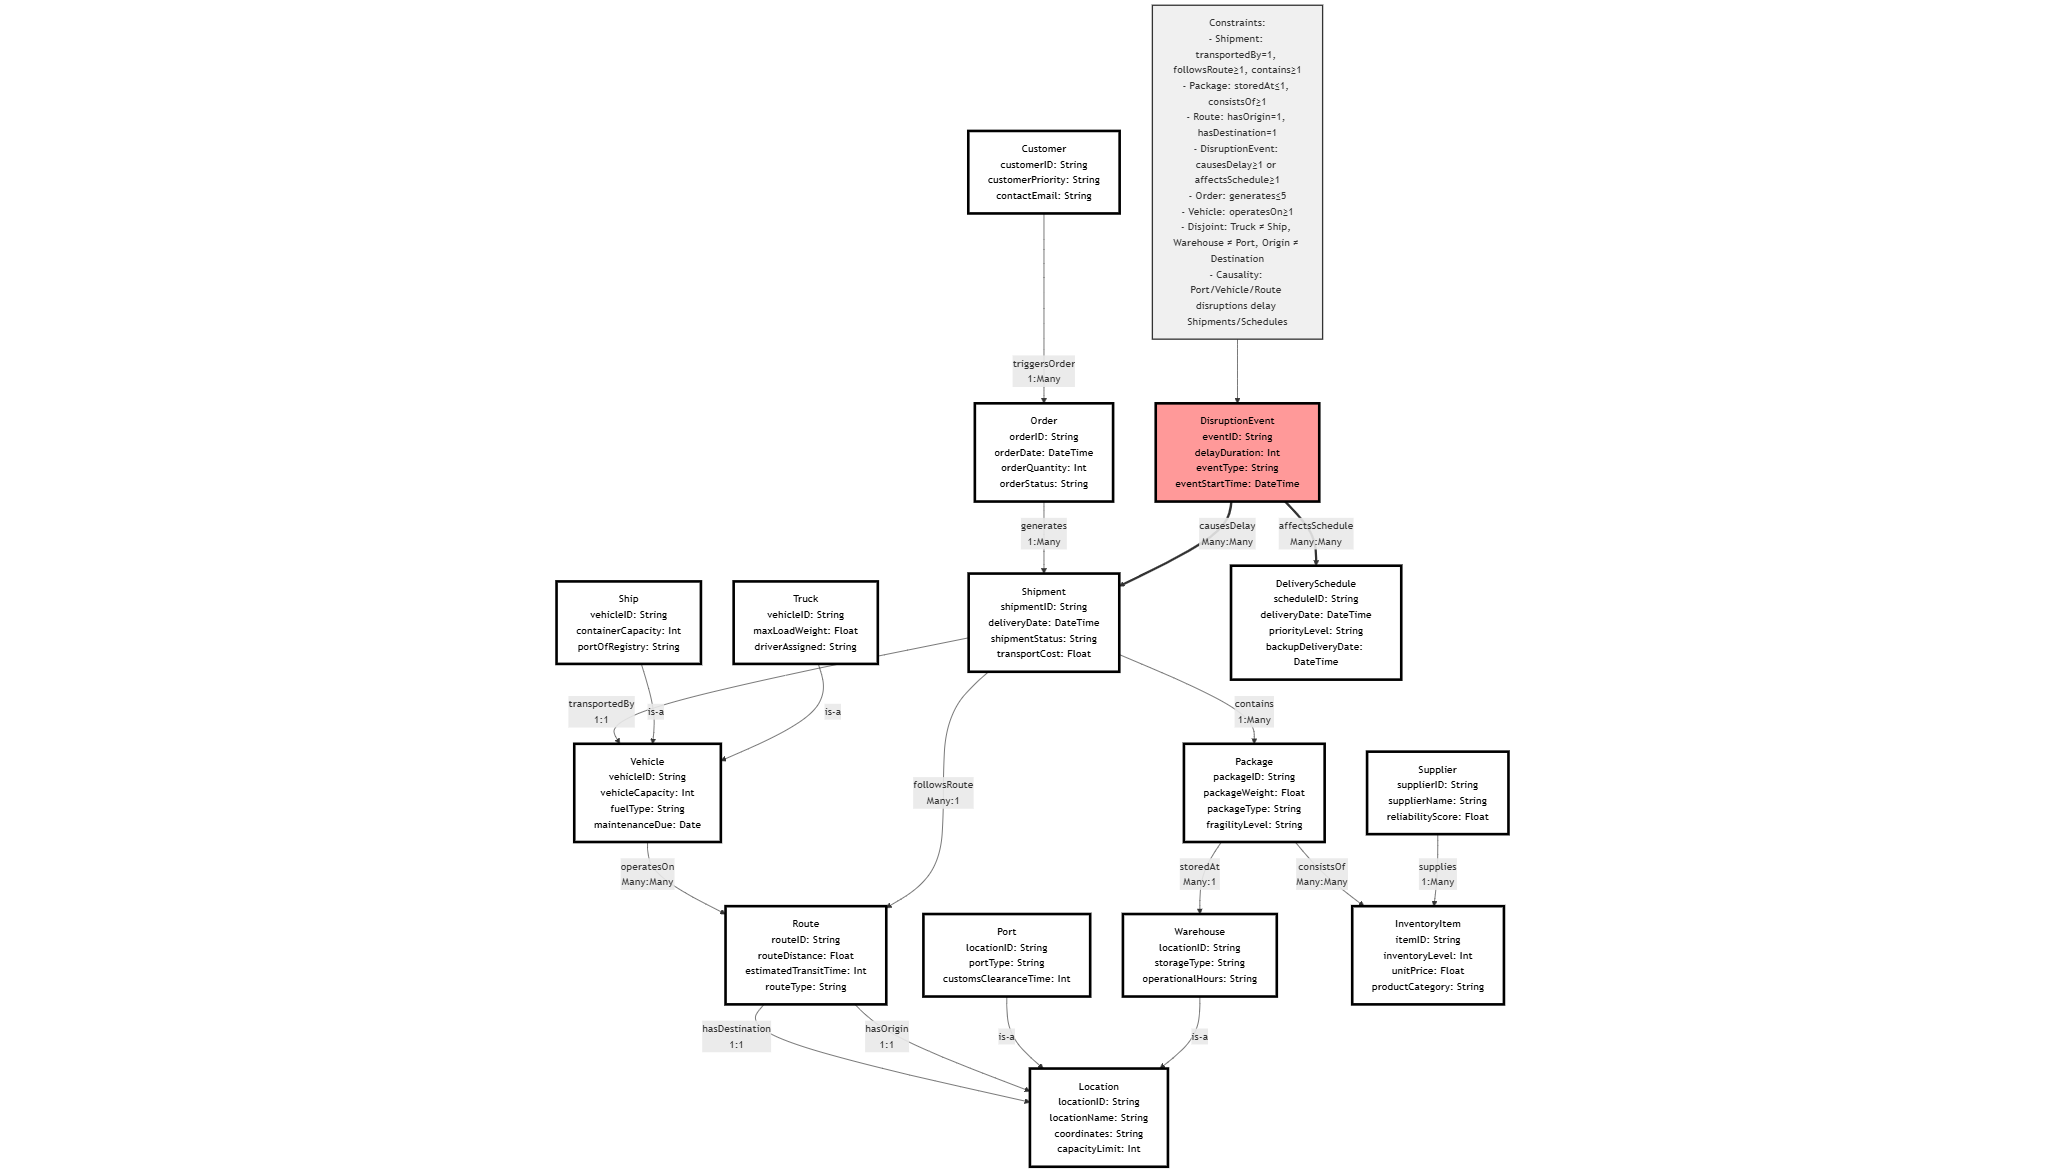 Constraints:
- Shipment:
transportedBy=1,
followsRoute≥1, contains≥1
- Package: storedAt≤1,
consistsOf≥1
- Route: hasOrigin=1,
hasDestination=1
- DisruptionEvent:
causesDelay≥1 or
affectsSchedule≥1
- Order: generates≤5
- Vehicle: operatesOn≥1
- Disjoint: Truck ≠ Ship,
Warehouse ≠ Port, Origin ≠
Destination
- Causality:
Port/Vehicle/Route
disruptions delay
Shipments/Schedules
Customer
customerID: String
customerPriority: String
contactEmail: String
triggersOrder
1:Many
Order
orderID: String
orderDate: DateTime
orderQuantity: Int
orderStatus: String
DisruptionEvent
eventID: String
delayDuration: Int
eventType: String
eventStartTime: DateTime
generates
1:Many
causesDelay
Many:Many
affectsSchedule
Many:Many
Ship
vehicleID: String
containerCapacity: Int
portOfRegistry: String
Truck
vehicleID: String
maxLoadWeight: Float
driverAssigned: String
Shipment
shipmentID: String
deliveryDate: DateTime
shipmentStatus: String
transportCost: Float
DeliverySchedule
scheduleID: String
deliveryDate: DateTime
priorityLevel: String
backupDeliveryDate:
DateTime
transportedBy
1:1
is-a
is-a
contains
1:Many
Vehicle
vehicleID: String
vehicleCapacity: Int
fuelType: String
maintenanceDue: Date
followsRoute
Many:1
Package
packageID: String
packageWeight: Float
packageType: String
fragilityLevel: String
Supplier
supplierID: String
supplierName: String
reliabilityScore: Float
operatesOn
Many:Many
storedAt
Many:1
consistsOf
Many:Many
supplies
1:Many
Route
routeID: String
routeDistance: Float
estimatedTransitTime: Int
routeType: String
Port
locationID: String
portType: String
customsClearanceTime: Int
Warehouse
locationID: String
storageType: String
operationalHours: String
InventoryItem
itemID: String
inventoryLevel: Int
unitPrice: Float
productCategory: String
hasDestination
1:1
hasOrigin
1:1
is-a
is-a
Location
locationID: String
locationName: String
coordinates: String
capacityLimit: Int